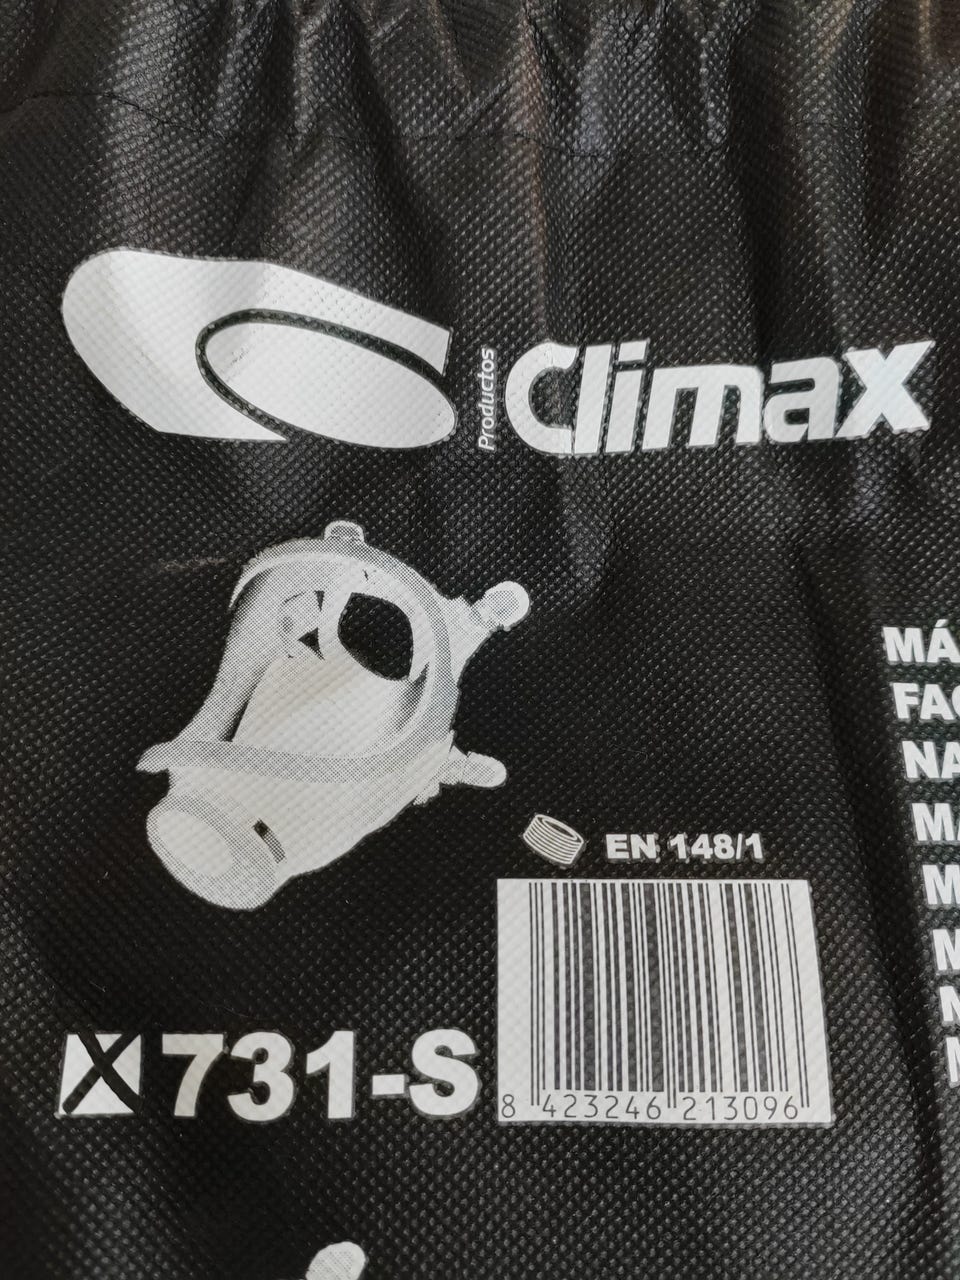 Productos Climax
MÁ
FAC
NA
MA
M
M
M
EN 148/1
731-S
8 423246 213096